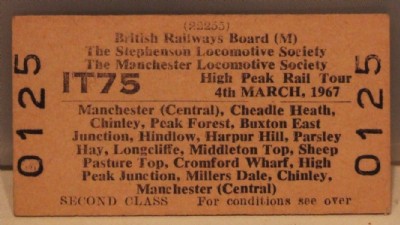 (22255)
British Railways Board (M)
The Stephenson Locomotive Society
The Manchester Locomotive Society
1T75 High Peak Rail Tour
4th MARCH, 1967
Manchester (Central), Cheadle Heath,
Chinley, Peak Forest, Buxton East
Junction, Hindlow, Harpur Hill, Parsley
Hay, Longcliffe, Middleton Top, Sheep
Pasture Top, Cromford Wharf, High
Peak Junction, Millers Dale, Chinley,
Manchester (Central)
SECOND CLASS For conditions see over
0125
0125